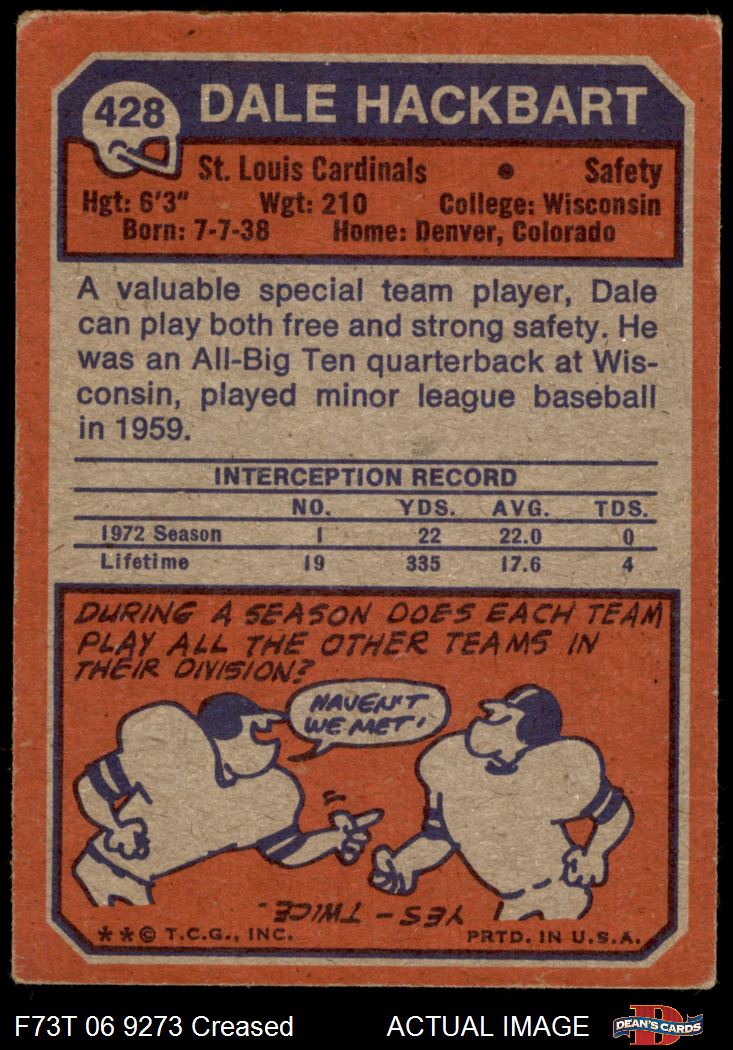 428
DALE HACKBART
St. Louis Cardinals • Safety
Hgt: 6'3" Wgt: 210 College: Wisconsin
Born: 7-7-38 Home: Denver, Colorado
A valuable special team player, Dale
can play both free and strong safety. He
was an All-Big Ten quarterback at Wis-
consin, played minor league baseball
in 1959.
INTERCEPTION RECORD
NO. YDS. AVG. TDS.
1972 Season 1 22 22.0 0
Lifetime 19 335 17.6 4
DURING A SEASON DOES EACH TEAM
PLAY ALL THE OTHER TEAMS IN
THEIR DIVISION?
HAVEN'T
WE MET!
YES - TWICE.
**© T.C.G., INC. PRTD. IN U.S.A.
F73T 06 9273 Creased ACTUAL IMAGE
D
DEAN'S CARDS